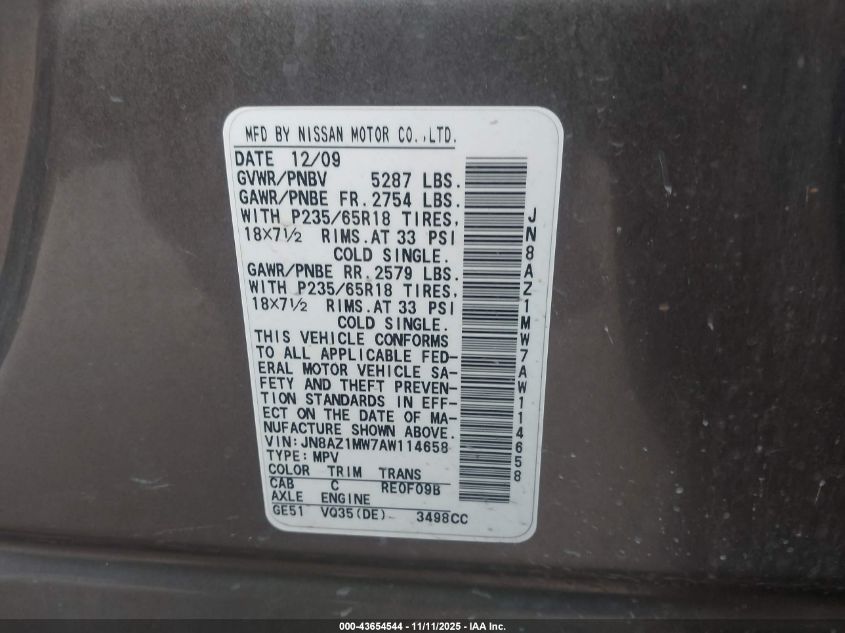 MFD BY NISSAN MOTOR CO.,LTD.
DATE 12/09
GVWR/PNBV 5287 LBS.
GAWR/PNBE FR. 2754 LBS.
WITH P235/65R18 TIRES,
18X7½ RIMS.AT 33 PSI
COLD SINGLE.
GAWR/PNBE RR. 2579 LBS.
WITH P235/65R18 TIRES,
18X7½ RIMS.AT 33 PSI
COLD SINGLE.
THIS VEHICLE CONFORMS
TO ALL APPLICABLE FED-
ERAL MOTOR VEHICLE SA-
FETY AND THEFT PREVEN-
TION STANDARDS IN EFF-
ECT ON THE DATE OF MA-
NUFACTURE SHOWN ABOVE.
VIN:JN8AZ1MW7AW114658
TYPE: MPV
COLOR TRIM TRANS
CAB C RE0F09B
AXLE ENGINE
GE51 VQ35(DE) 3498CC
JN8AZ1MW7AW114658
000-43654544 - 11/11/2025 - IAA Inc.